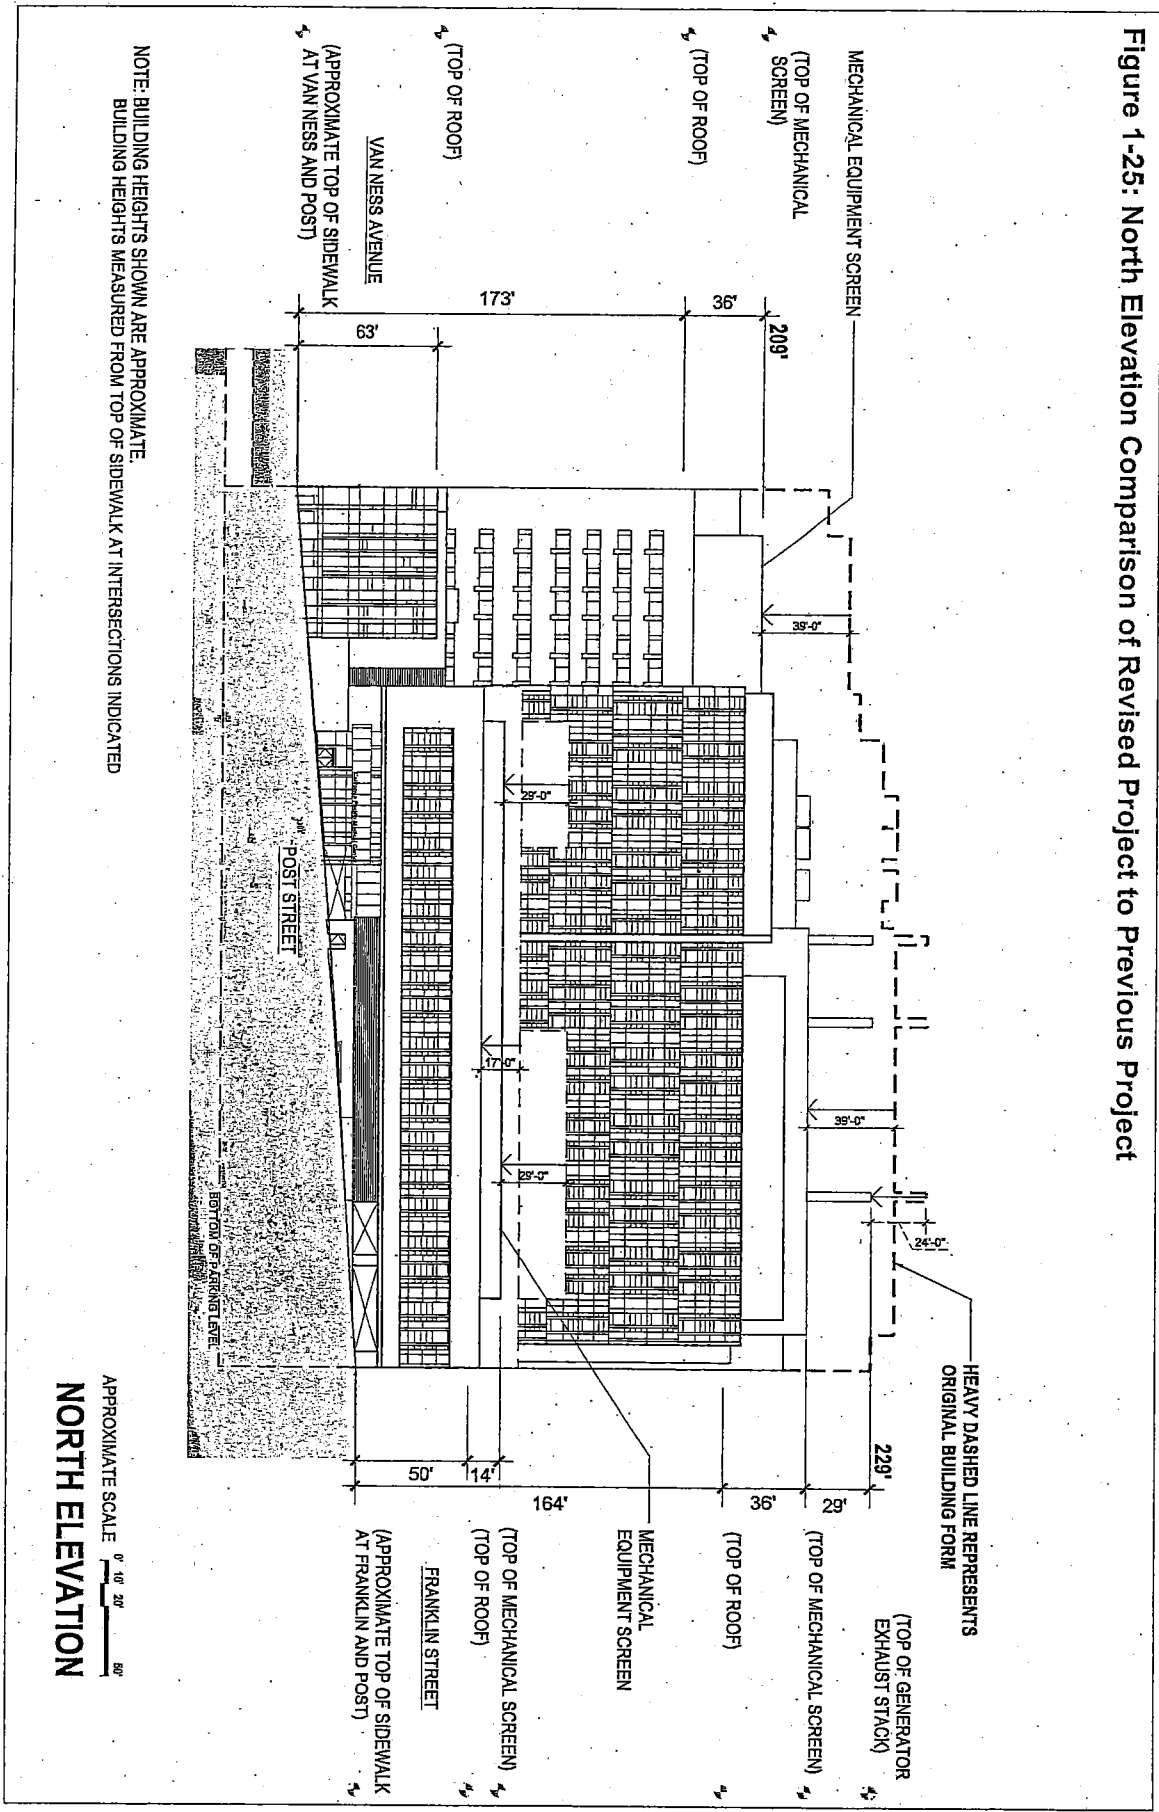 Figure 1-25: North Elevation Comparison of Revised Project to Previous Project
MECHANICAL EQUIPMENT SCREEN
(TOP OF MECHANICAL
SCREEN)
(TOP OF ROOF)
(TOP OF ROOF)
VAN NESS AVENUE
(APPROXIMATE TOP OF SIDEWALK
AT VAN NESS AND POST)
209'
36'
173'
63'
39'-0"
29'-0"
17'-0"
29'-0"
39'-0"
24'-0"
POST STREET
BOTTOM OF PARKING LEVEL
HEAVY DASHED LINE REPRESENTS
ORIGINAL BUILDING FORM
229'
29'
36'
164'
14'
50'
(TOP OF GENERATOR
EXHAUST STACK)
(TOP OF MECHANICAL SCREEN)
(TOP OF ROOF)
MECHANICAL
EQUIPMENT SCREEN
(TOP OF MECHANICAL SCREEN)
(TOP OF ROOF)
FRANKLIN STREET
(APPROXIMATE TOP OF SIDEWALK
AT FRANKLIN AND POST)
NOTE: BUILDING HEIGHTS SHOWN ARE APPROXIMATE.
BUILDING HEIGHTS MEASURED FROM TOP OF SIDEWALK AT INTERSECTIONS INDICATED
APPROXIMATE SCALE 0' 10' 20' 50'
NORTH ELEVATION